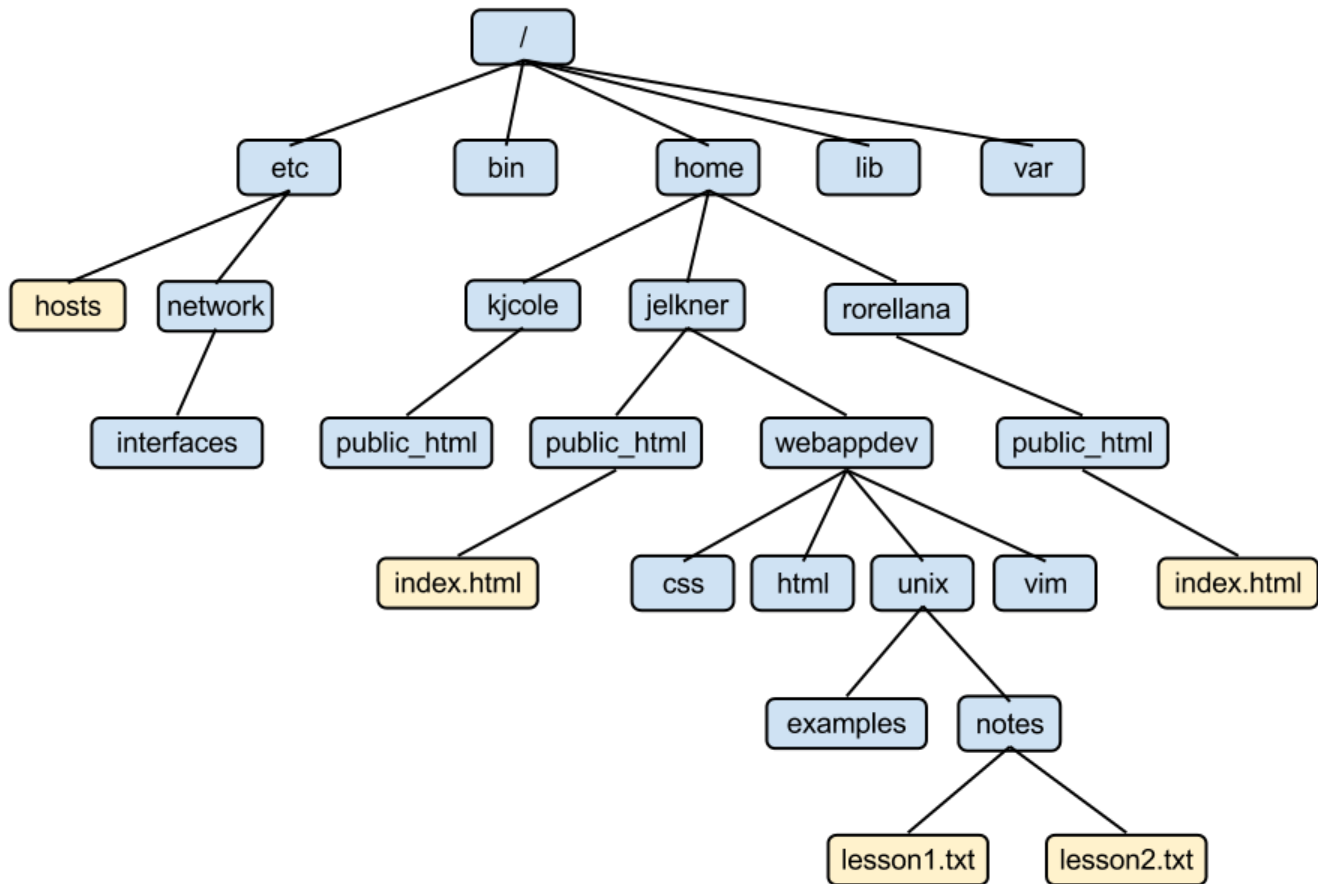 /
etc
bin
home
lib
var
hosts
network
kjcole
jelkner
rorellana
interfaces
public_html
public_html
webappdev
public_html
index.html
css
html
unix
vim
index.html
examples
notes
lesson1.txt
lesson2.txt